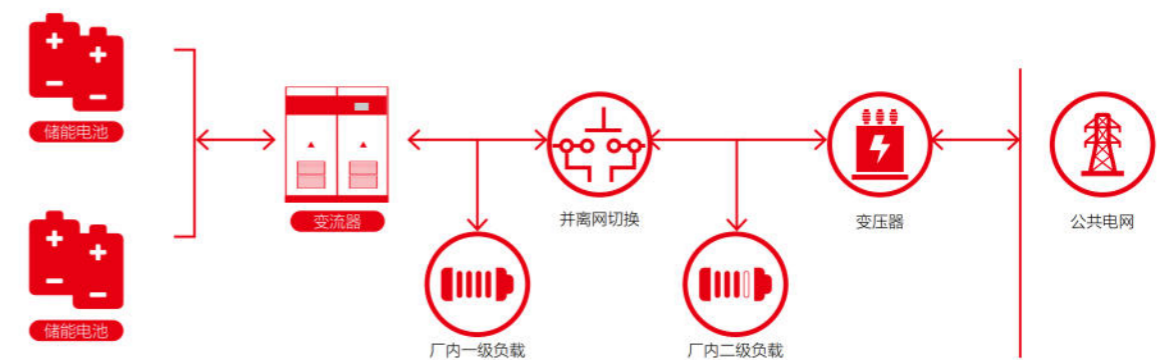 储能电池
变流器
并离网切换
变压器
公共电网
储能电池
厂内一级负载
厂内二级负载